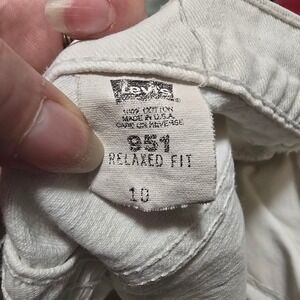 Levi's
100% COTTON
MADE IN U.S.A.
CARE ON REVERSE
951
RELAXED FIT
10